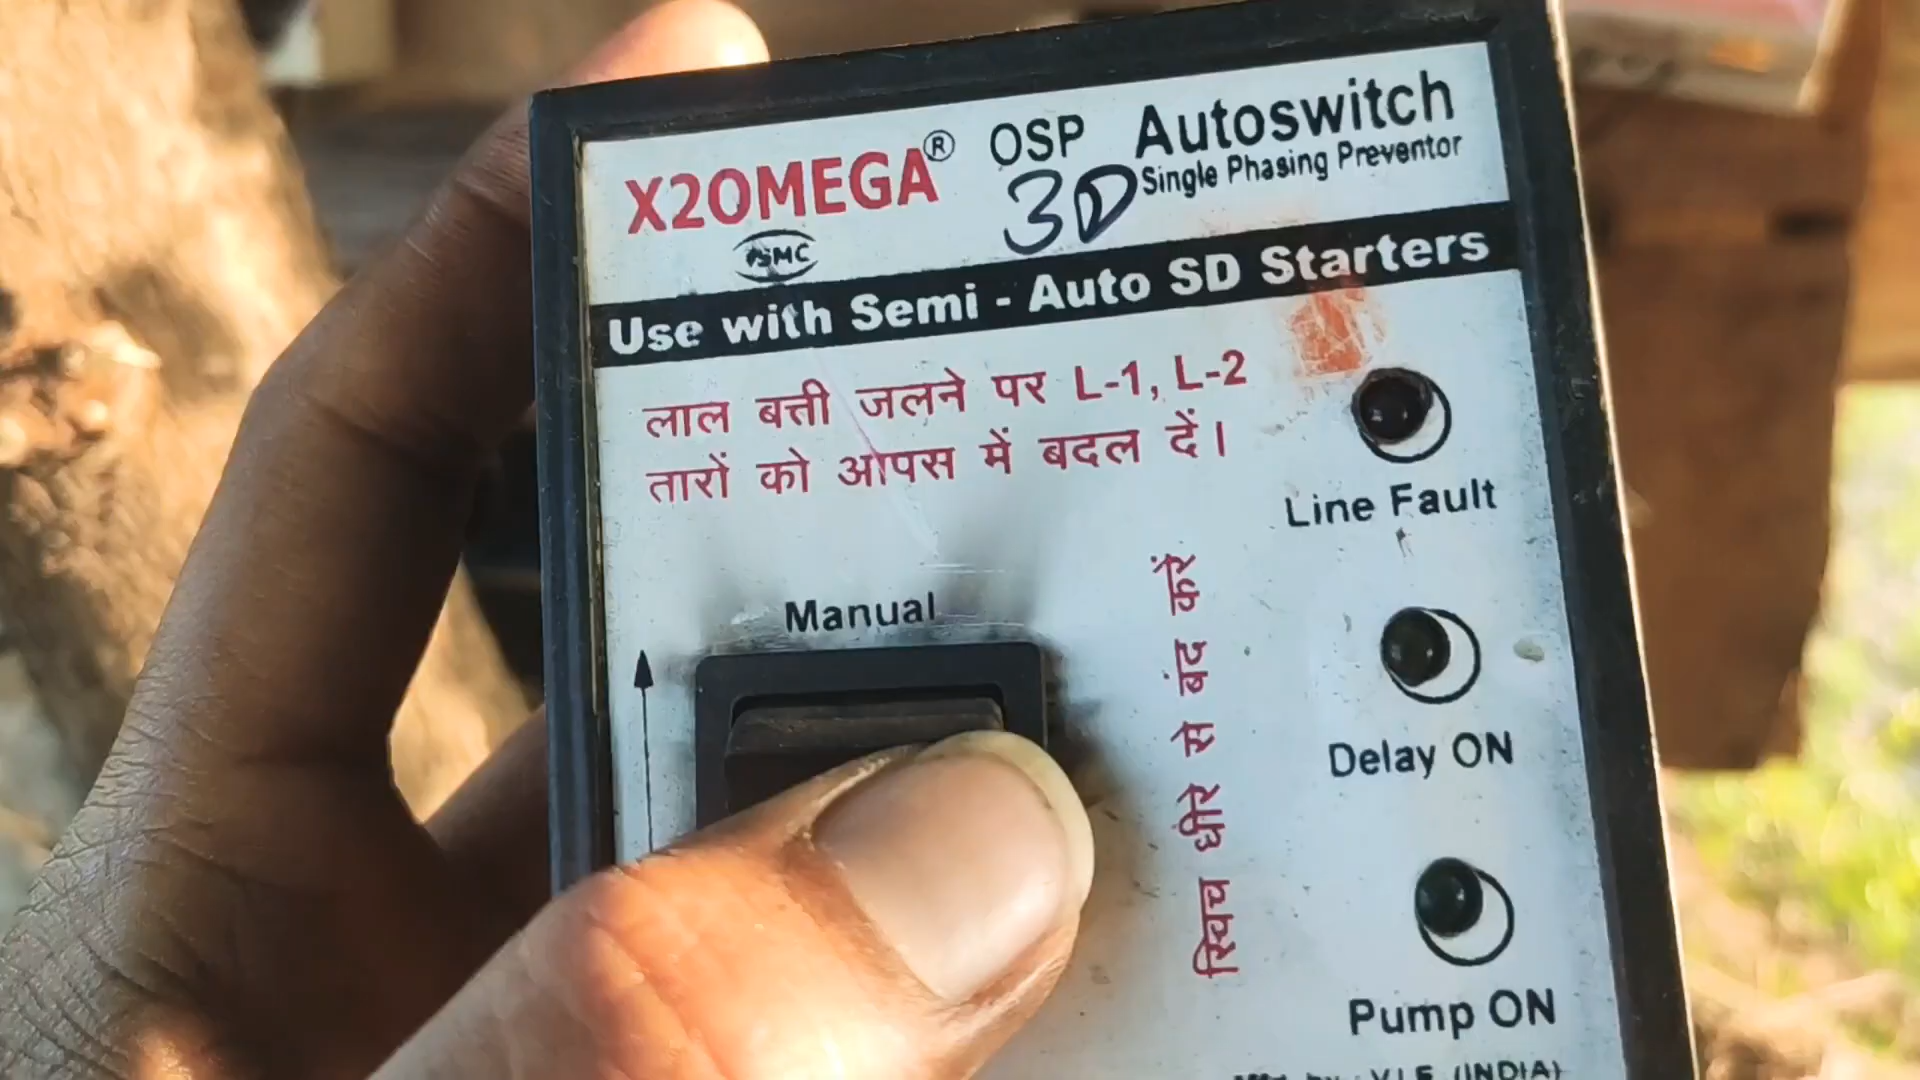 X2OMEGA® OSP Autoswitch
3D Single Phasing Preventor
SMC
Use with Semi - Auto SD Starters
लाल बत्ती जलने पर L-1, L-2
तारों को आपस में बदल दें।
Line Fault
Manual
स्विच धीरे से बंद करें
Delay ON
Pump ON
V.I.E. (INDIA)